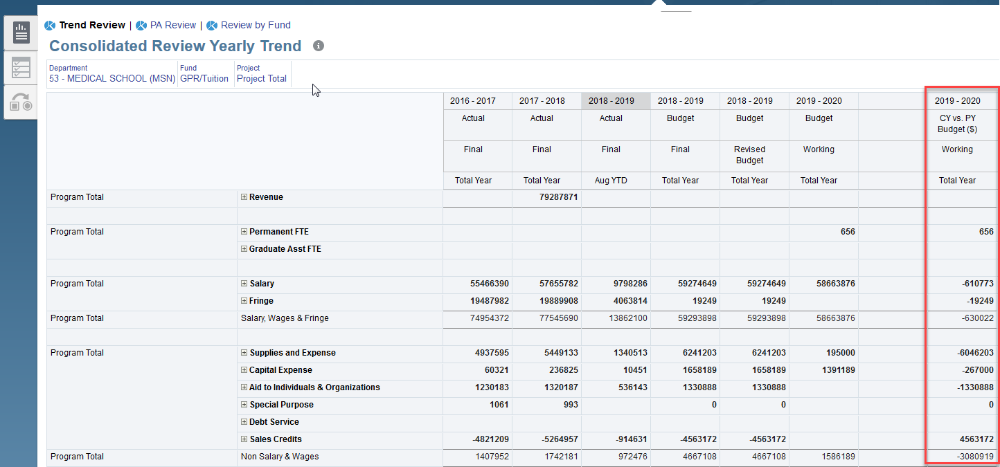 Trend Review | PA Review | Review by Fund
Consolidated Review Yearly Trend
Department Fund Project
53 - MEDICAL SCHOOL (MSN) GPR/Tuition Project Total
2016 - 2017 2017 - 2018 2018 - 2019 2018 - 2019 2018 - 2019 2019 - 2020 2019 - 2020
Actual Actual Actual Budget Budget Budget CY vs. PY
Budget ($)
Final Final Final Final Revised Working Working
Budget
Total Year Total Year Aug YTD Total Year Total Year Total Year Total Year
Program Total Revenue 79287871
Program Total Permanent FTE 656 656
Graduate Asst FTE
Program Total Salary 55466390 57655782 9798286 59274649 59274649 58663876 -610773
Fringe 19487982 19889908 4063814 19249 19249 -19249
Program Total Salary, Wages & Fringe 74954372 77545690 13862100 59293898 59293898 58663876 -630022
Program Total Supplies and Expense 4937595 5449133 1340513 6241203 6241203 195000 -6046203
Capital Expense 60321 236825 10451 1658189 1658189 1391189 -267000
Aid to Individuals & Organizations 1230183 1320187 536143 1330888 1330888 -1330888
Special Purpose 1061 993 0 0 0
Debt Service
Sales Credits -4821209 -5264957 -914631 -4563172 -4563172 4563172
Program Total Non Salary & Wages 1407952 1742181 972476 4667108 4667108 1586189 -3080919